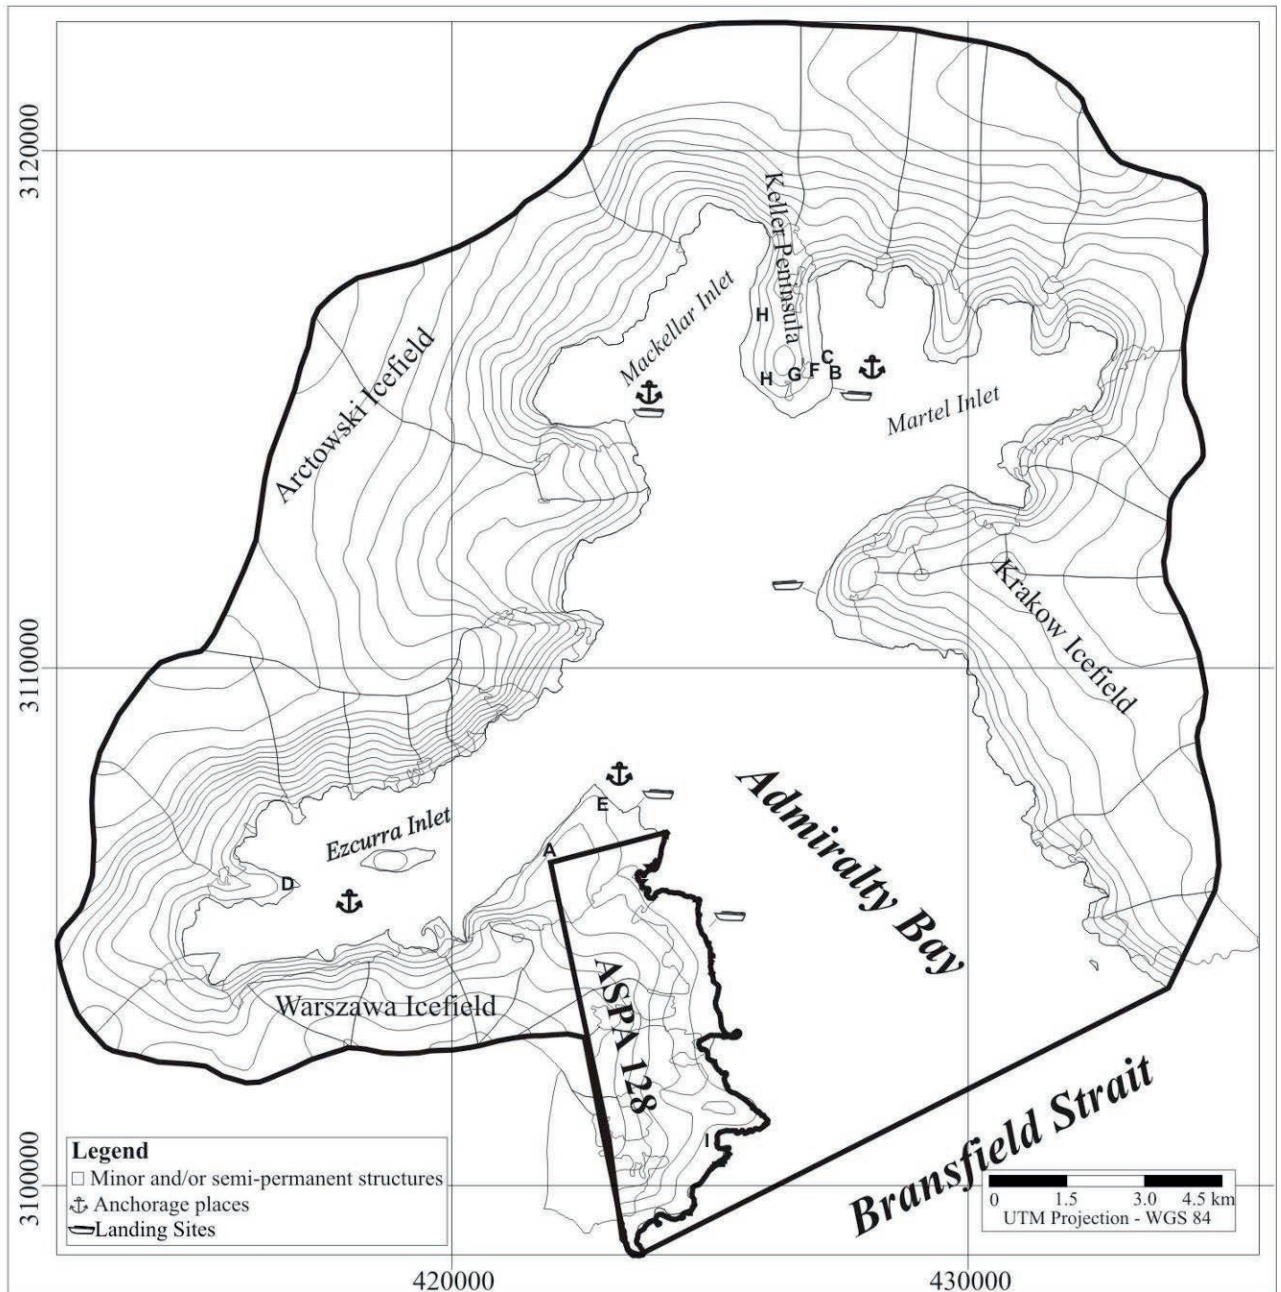 3120000
Keller Peninsula
Mackellar Inlet
H
C
H
G
F
B
Martel Inlet
Arctowski Icefield
Krakow Icefield
3110000
Admiralty Bay
E
Ezcurra Inlet
A
D
Warszawa Icefield
ASPA 128
I
Bransfield Strait
3100000
Legend
Minor and/or semi-permanent structures
Anchorage places
Landing Sites
0 1.5 3.0 4.5 km
UTM Projection - WGS 84
420000 430000